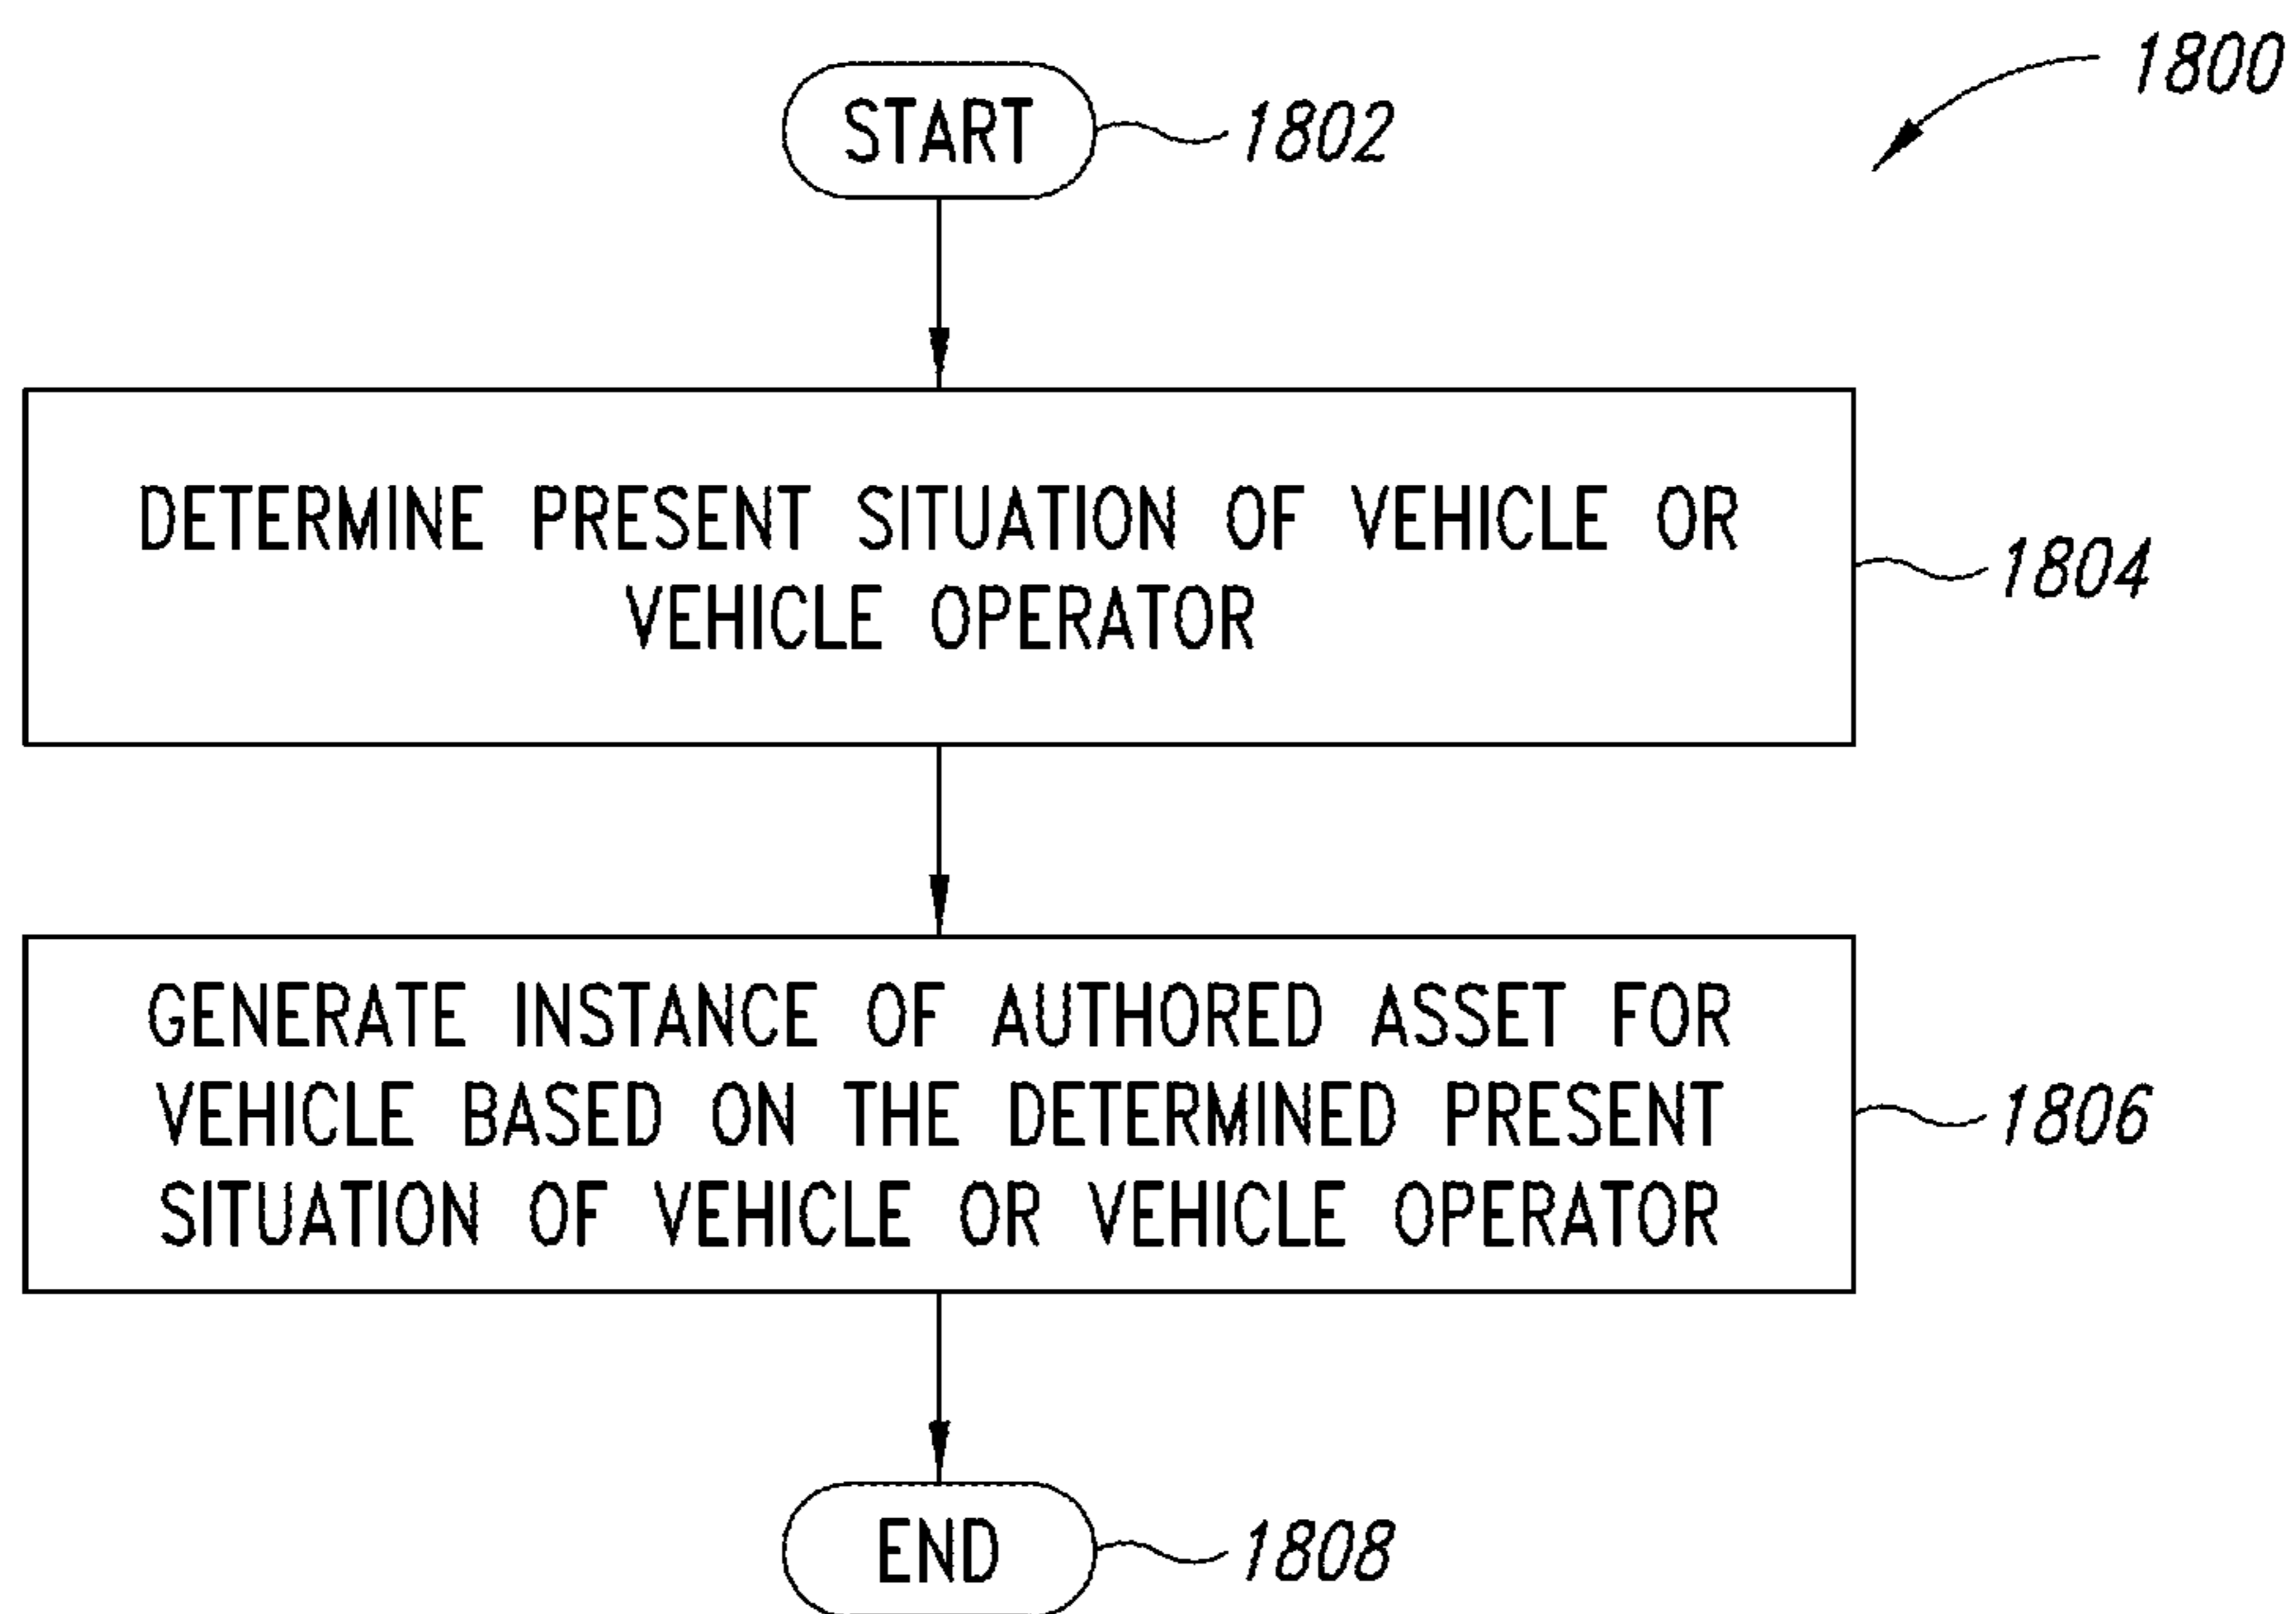 1800
START
1802
DETERMINE PRESENT SITUATION OF VEHICLE OR
VEHICLE OPERATOR
1804
GENERATE INSTANCE OF AUTHORED ASSET FOR
VEHICLE BASED ON THE DETERMINED PRESENT
SITUATION OF VEHICLE OR VEHICLE OPERATOR
1806
END
1808